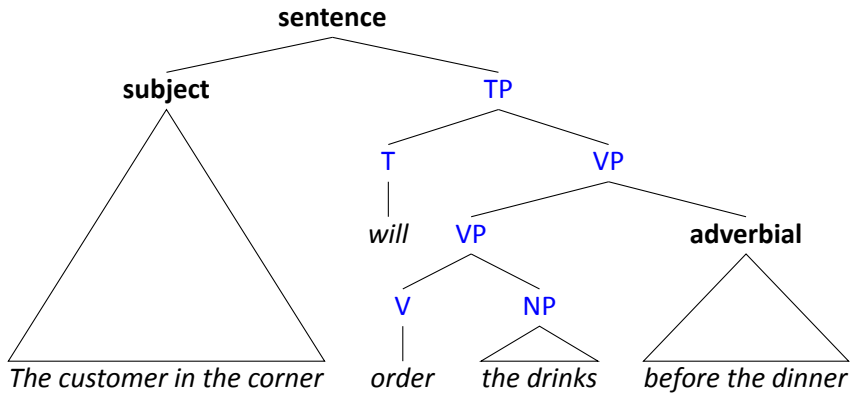 sentence
subject TP
T VP
will VP adverbial
V NP
The customer in the corner order the drinks before the dinner